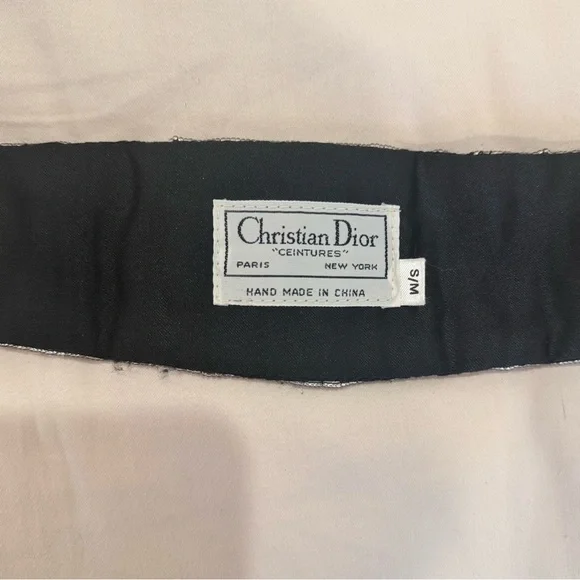 Christian Dior
"CEINTURES"
PARIS NEW YORK
HAND MADE IN CHINA
S/M